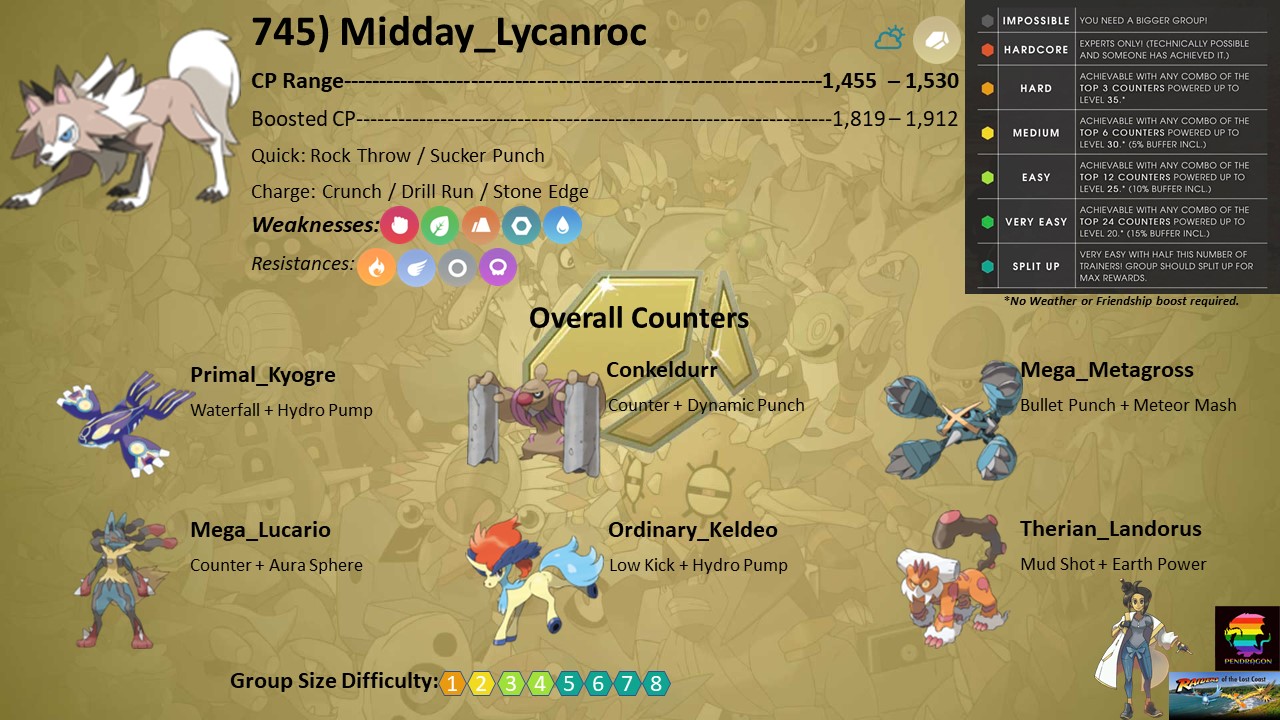 745) Midday_Lycanroc
CP Range----------------------------------------------------------------------1,455 – 1,530
Boosted CP----------------------------------------------------------------------1,819 – 1,912
Quick: Rock Throw / Sucker Punch
Charge: Crunch / Drill Run / Stone Edge
Weaknesses:
Resistances:
IMPOSSIBLE YOU NEED A BIGGER GROUP!
HARDCORE EXPERTS ONLY! (TECHNICALLY POSSIBLE
AND SOMEONE HAS ACHIEVED IT.)
HARD ACHIEVABLE WITH ANY COMBO OF THE
TOP 3 COUNTERS POWERED UP TO
LEVEL 35.*
MEDIUM ACHIEVABLE WITH ANY COMBO OF THE
TOP 6 COUNTERS POWERED UP TO
LEVEL 30.* (5% BUFFER INCL.)
EASY ACHIEVABLE WITH ANY COMBO OF THE
TOP 12 COUNTERS POWERED UP TO
LEVEL 25.* (10% BUFFER INCL.)
VERY EASY ACHIEVABLE WITH ANY COMBO OF THE
TOP 24 COUNTERS POWERED UP TO
LEVEL 20.* (15% BUFFER INCL.)
SPLIT UP VERY EASY WITH HALF THIS NUMBER OF
TRAINERS! GROUP SHOULD SPLIT UP FOR
MAX REWARDS.
*No Weather or Friendship boost required.
Overall Counters
Primal_Kyogre
Waterfall + Hydro Pump
Conkeldurr
Counter + Dynamic Punch
Mega_Metagross
Bullet Punch + Meteor Mash
Mega_Lucario
Counter + Aura Sphere
Ordinary_Keldeo
Low Kick + Hydro Pump
Therian_Landorus
Mud Shot + Earth Power
Group Size Difficulty: 1 2 3 4 5 6 7 8
PENDRAGON
RAIDERS of the Lost Coast